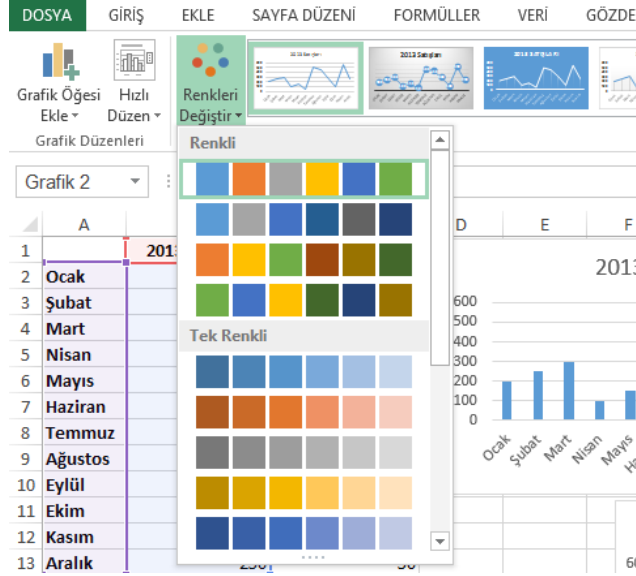 DOSYA GİRİŞ EKLE SAYFA DÜZENİ FORMÜLLER VERİ GÖZDE
2013 Satışları
Grafik Öğesi Ekle
Hızlı Düzen
Renkleri Değiştir
Grafik Düzenleri
Renkli
Grafik 2
A D E F
1 2013
2 Ocak
3 Şubat
4 Mart
5 Nisan
6 Mayıs
7 Haziran
8 Temmuz
9 Ağustos
10 Eylül
11 Ekim
12 Kasım
13 Aralık
Tek Renkli
2013
600
500
400
300
200
100
0
Ocak Şubat Mart Nisan Mayıs Ha
60